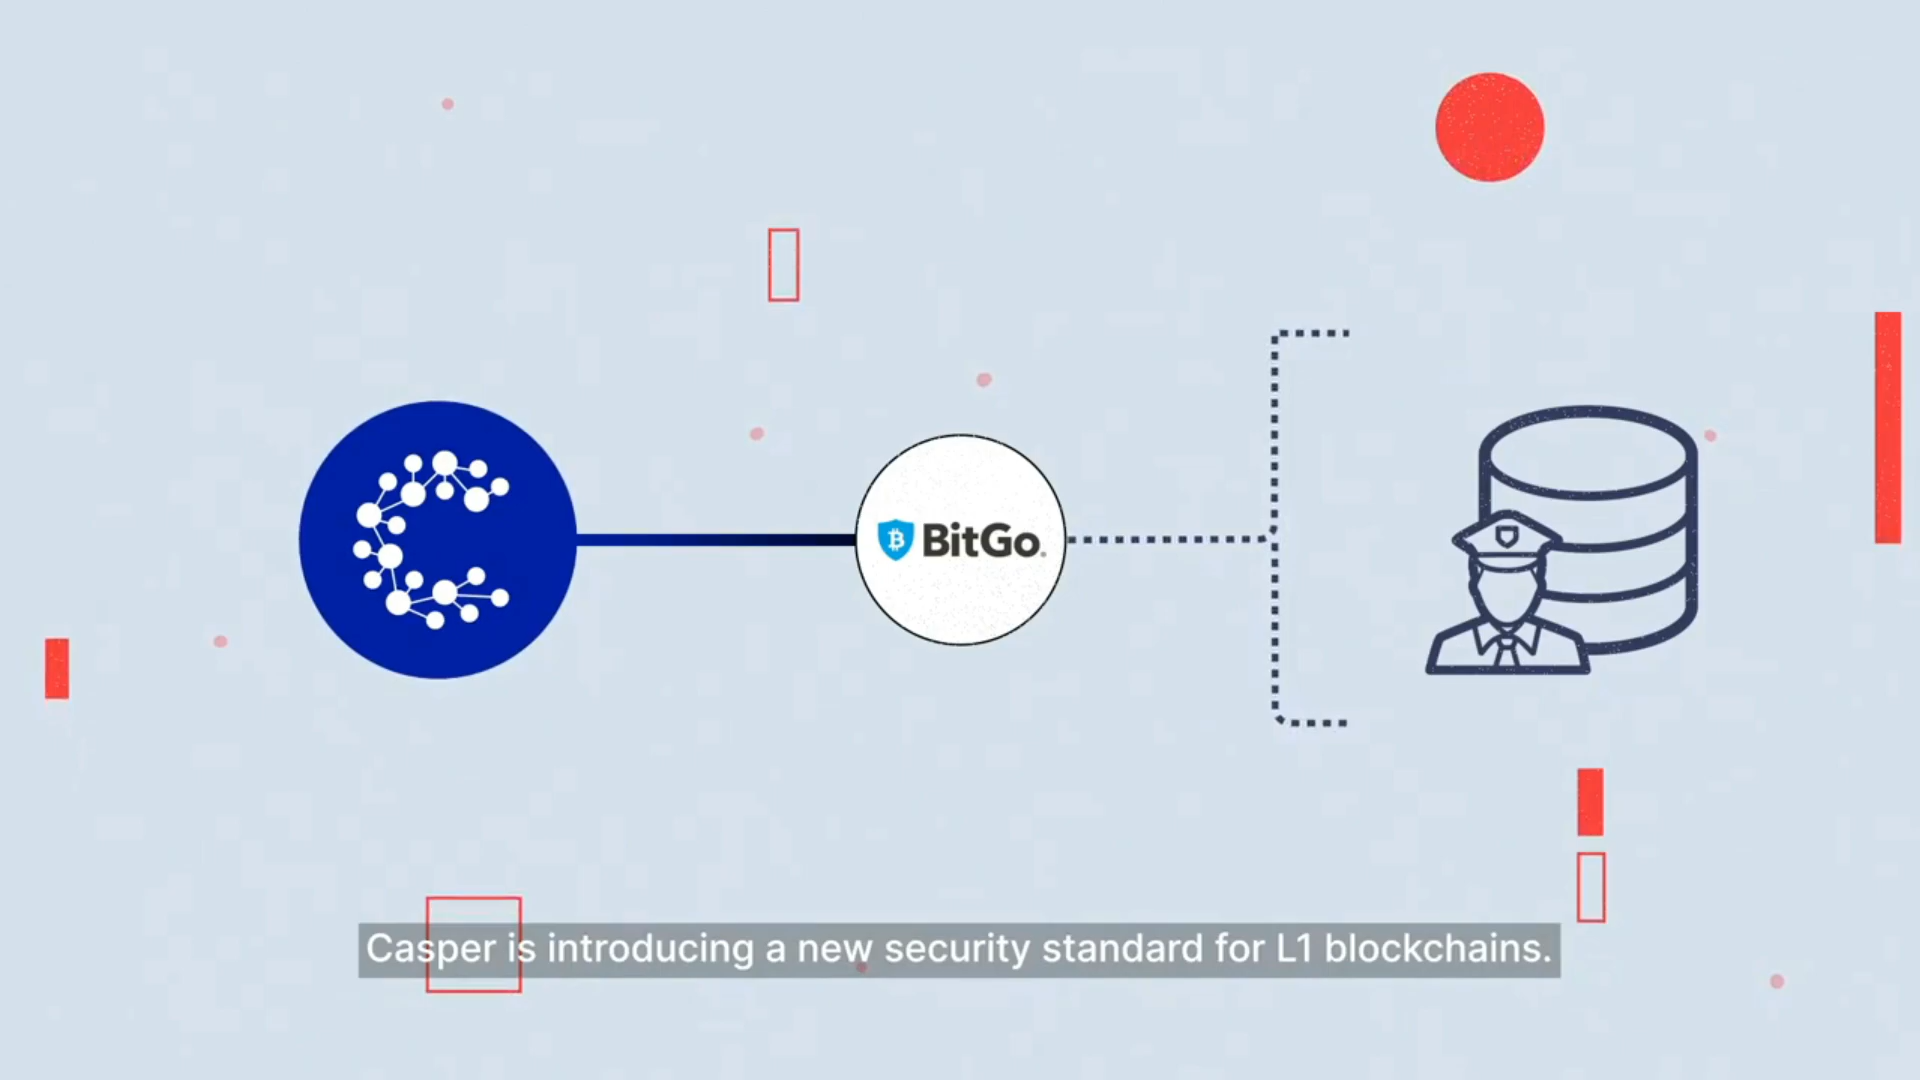 BitGo.
Casper is introducing a new security standard for L1 blockchains.